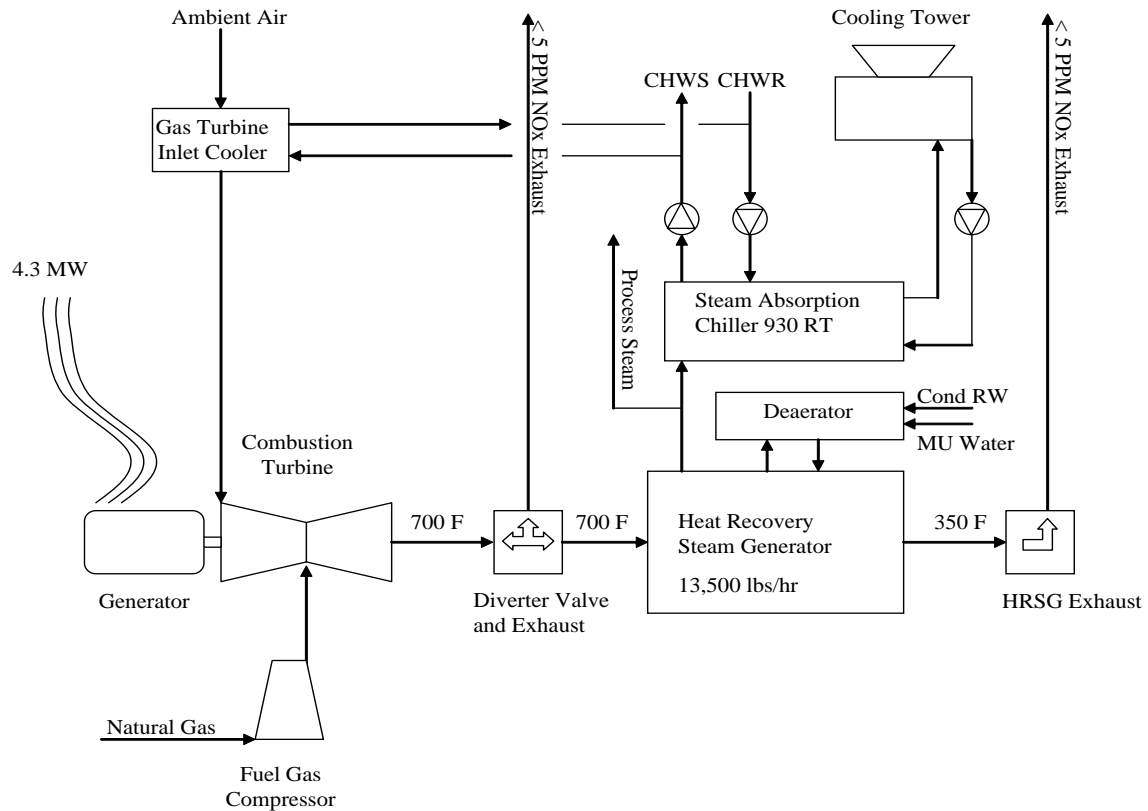 Ambient Air
Cooling Tower
< 5 PPM NOx Exhaust
< 5 PPM NOx Exhaust
CHWS
CHWR
Gas Turbine
Inlet Cooler
4.3 MW
Process Steam
Steam Absorption
Chiller 930 RT
Deaerator
Cond RW
MU Water
Combustion
Turbine
700 F
700 F
Heat Recovery
Steam Generator
13,500 lbs/hr
350 F
Generator
Diverter Valve
and Exhaust
HRSG Exhaust
Natural Gas
Fuel Gas
Compressor